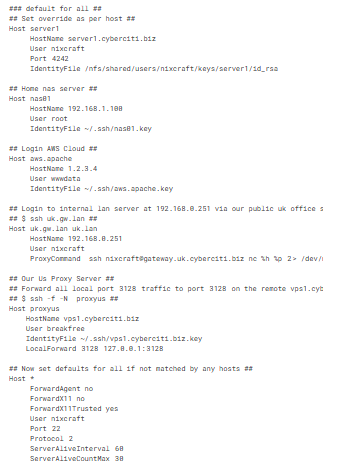 ### default for all ##
## Set override as per host ##
Host server1
HostName server1.cyberciti.biz
User nixcraft
Port 4242
IdentityFile /nfs/shared/users/nixcraft/keys/server1/id_rsa
## Home nas server ##
Host nas01
HostName 192.168.1.100
User root
IdentityFile ~/.ssh/nas01.key
## Login AWS Cloud ##
Host aws.apache
HostName 1.2.3.4
User wwwdata
IdentityFile ~/.ssh/aws.apache.key
## Login to internal lan server at 192.168.0.251 via our public uk office s
## $ ssh uk.gw.lan ##
Host uk.gw.lan uk.lan
HostName 192.168.0.251
User nixcraft
ProxyCommand ssh nixcraft@gateway.uk.cyberciti.biz nc %h %p 2> /dev/
## Our Us Proxy Server ##
## Forward all local port 3128 traffic to port 3128 on the remote vps1.cyb
## $ ssh -f -N proxyus ##
Host proxyus
HostName vps1.cyberciti.biz
User breakfree
IdentityFile ~/.ssh/vps1.cyberciti.biz.key
LocalForward 3128 127.0.0.1:3128
## Now set defaults for all if not matched by any hosts ##
Host *
ForwardAgent no
ForwardX11 no
ForwardX11Trusted yes
User nixcraft
Port 22
Protocol 2
ServerAliveInterval 60
ServerAliveCountMax 30